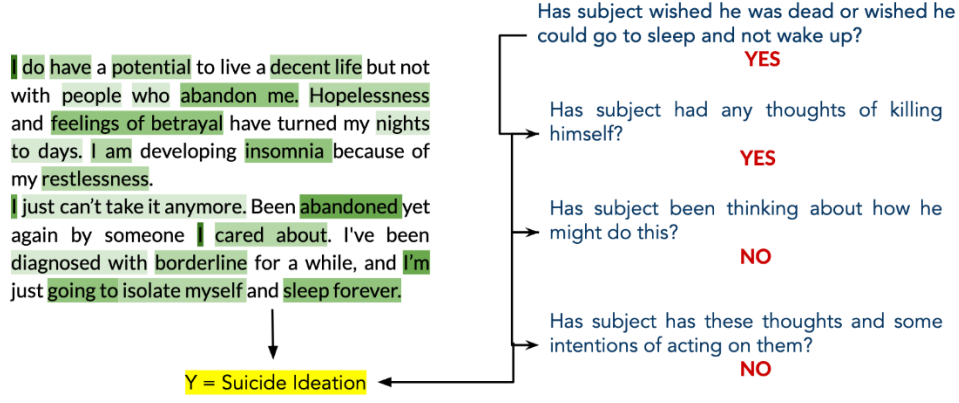 I do have a potential to live a decent life but not
with people who abandon me. Hopelessness
and feelings of betrayal have turned my nights
to days. I am developing insomnia because of
my restlessness.
I just can't take it anymore. Been abandoned yet
again by someone I cared about. I've been
diagnosed with borderline for a while, and I'm
just going to isolate myself and sleep forever.
Y = Suicide Ideation
Has subject wished he was dead or wished he
could go to sleep and not wake up?
YES
Has subject had any thoughts of killing
himself?
YES
Has subject been thinking about how he
might do this?
NO
Has subject has these thoughts and some
intentions of acting on them?
NO